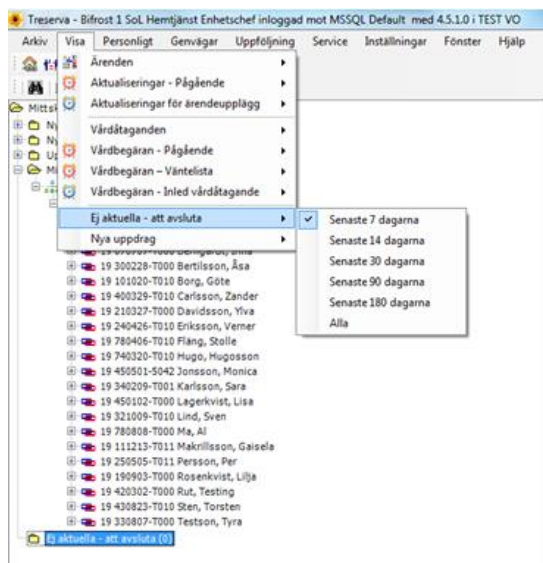 Treserva - Bifrost 1 SoL Hemtjänst Enhetschef inloggad mot MSSQL Default med 4.5.1.0 i TEST VO
Arkiv Visa Personligt Genvägar Uppföljning Service Inställningar Fönster Hjälp
Ärenden
Aktualiseringar - Pågående
Aktualiseringar för ärendeupplägg
Vårdåtaganden
Vårdbegäran - Pågående
Vårdbegäran – Väntelista
Vårdbegäran - Inled vårdåtagande
Ej aktuella - att avsluta
Nya uppdrag
Senaste 7 dagarna
Senaste 14 dagarna
Senaste 30 dagarna
Senaste 90 dagarna
Senaste 180 dagarna
Alla
19 300228-T000 Bertilsson, Åsa
19 101020-T010 Borg, Göte
19 400329-T010 Carlsson, Zander
19 210327-T000 Davidsson, Ylva
19 240426-T010 Eriksson, Verner
19 780406-T010 Flang, Stolle
19 740320-T010 Hugo, Hugosson
19 450501-5042 Jonsson, Monica
19 340209-T001 Karlsson, Sara
19 450102-T000 Lagerkvist, Lisa
19 321009-T010 Lind, Sven
19 780808-T000 Ma, Al
19 111213-T011 Makrillsson, Gaisela
19 250505-T011 Persson, Per
19 190903-T000 Rosenkvist, Lilja
19 420302-T000 Rut, Testing
19 430823-T010 Sten, Torsten
19 330807-T000 Testson, Tyra
Ej aktuella - att avsluta (0)